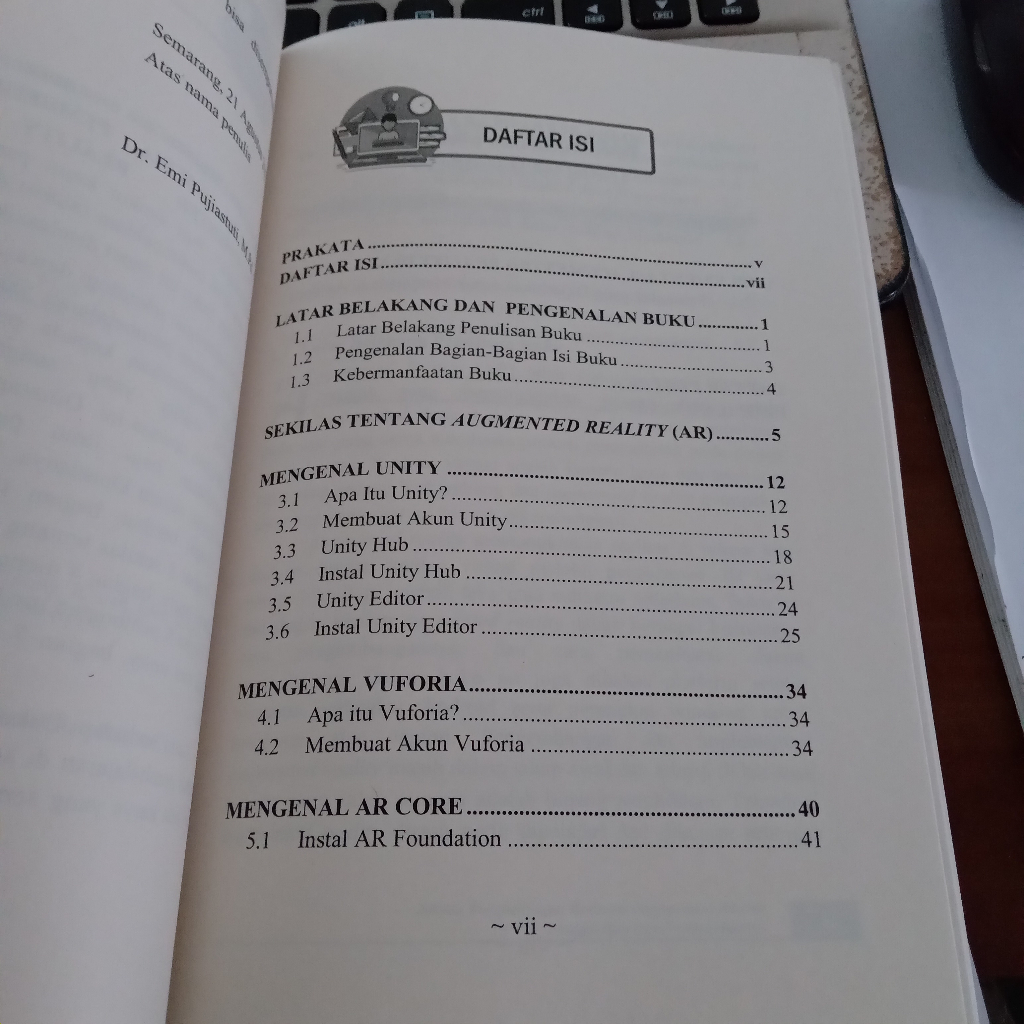 Semarang, 21
Atas nama penulis
Dr. Emi Pujiastuti, M.Pd
ctrl
DAFTAR ISI
PRAKATA..........v
DAFTAR ISI..........vii
LATAR BELAKANG DAN PENGENALAN BUKU..........1
1.1 Latar Belakang Penulisan Buku..........1
1.2 Pengenalan Bagian-Bagian Isi Buku..........3
1.3 Kebermanfaatan Buku..........4
SEKILAS TENTANG AUGMENTED REALITY (AR)..........5
MENGENAL UNITY..........12
3.1 Apa Itu Unity?..........12
3.2 Membuat Akun Unity..........15
3.3 Unity Hub..........18
3.4 Instal Unity Hub..........21
3.5 Unity Editor..........24
3.6 Instal Unity Editor..........25
MENGENAL VUFORIA..........34
4.1 Apa itu Vuforia?..........34
4.2 Membuat Akun Vuforia..........34
MENGENAL AR CORE..........40
5.1 Instal AR Foundation..........41
~ vii ~